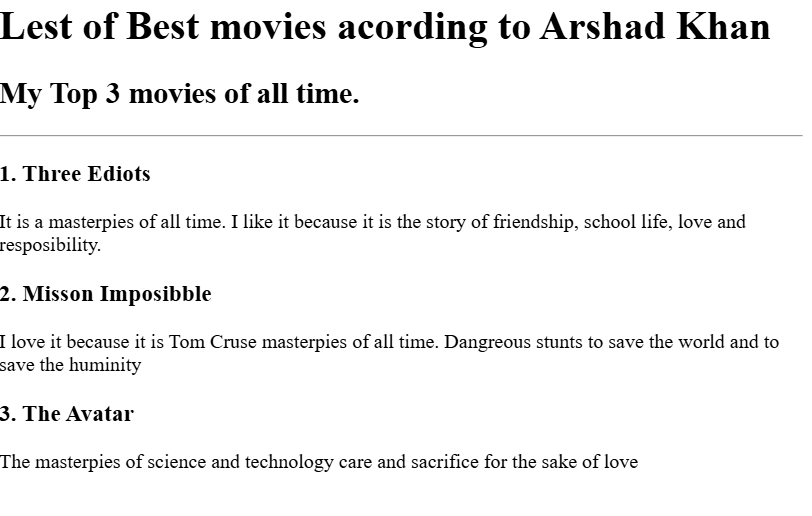 Lest of Best movies acording to Arshad Khan
My Top 3 movies of all time.
1. Three Ediots
It is a masterpies of all time. I like it because it is the story of friendship, school life, love and
resposibility.
2. Misson Imposibble
I love it because it is Tom Cruse masterpies of all time. Dangreous stunts to save the world and to
save the huminity
3. The Avatar
The masterpies of science and technology care and sacrifice for the sake of love